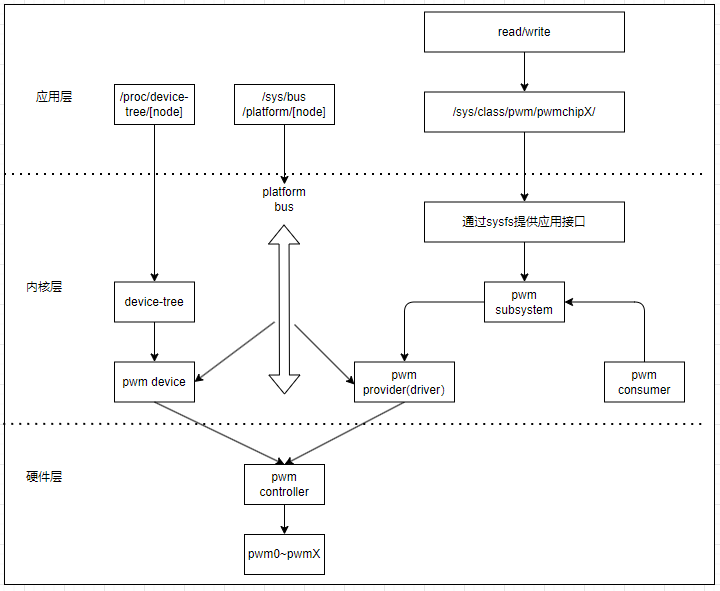 read/write
应用层
/proc/device-
tree/[node]
/sys/bus
/platform/[node]
/sys/class/pwm/pwmchipX/
platform
bus
通过sysfs提供应用接口
内核层
device-tree
pwm
subsystem
pwm device
pwm
provider(driver)
pwm
consumer
硬件层
pwm
controller
pwm0~pwmX